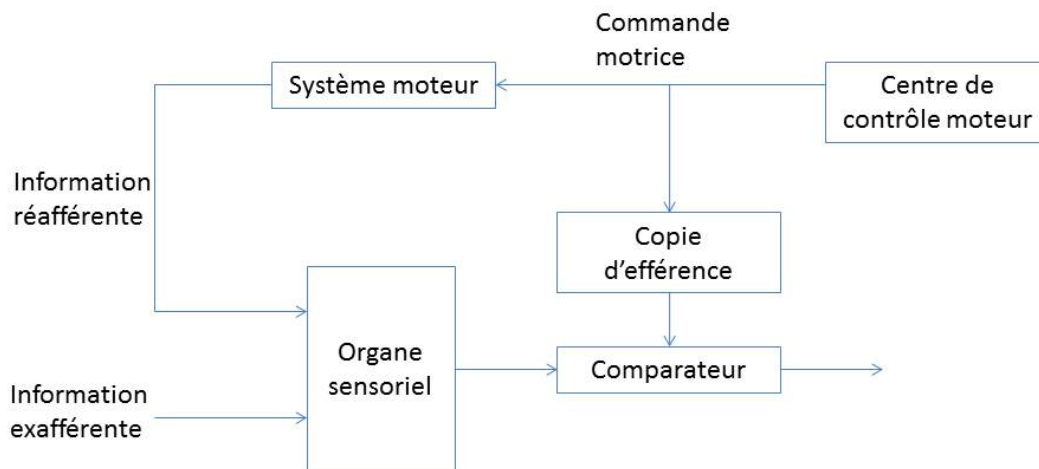 Commande
motrice
Système moteur
Centre de
contrôle moteur
Information
réafférente
Copie
d'efférence
Organe
sensoriel
Comparateur
Information
exafférente